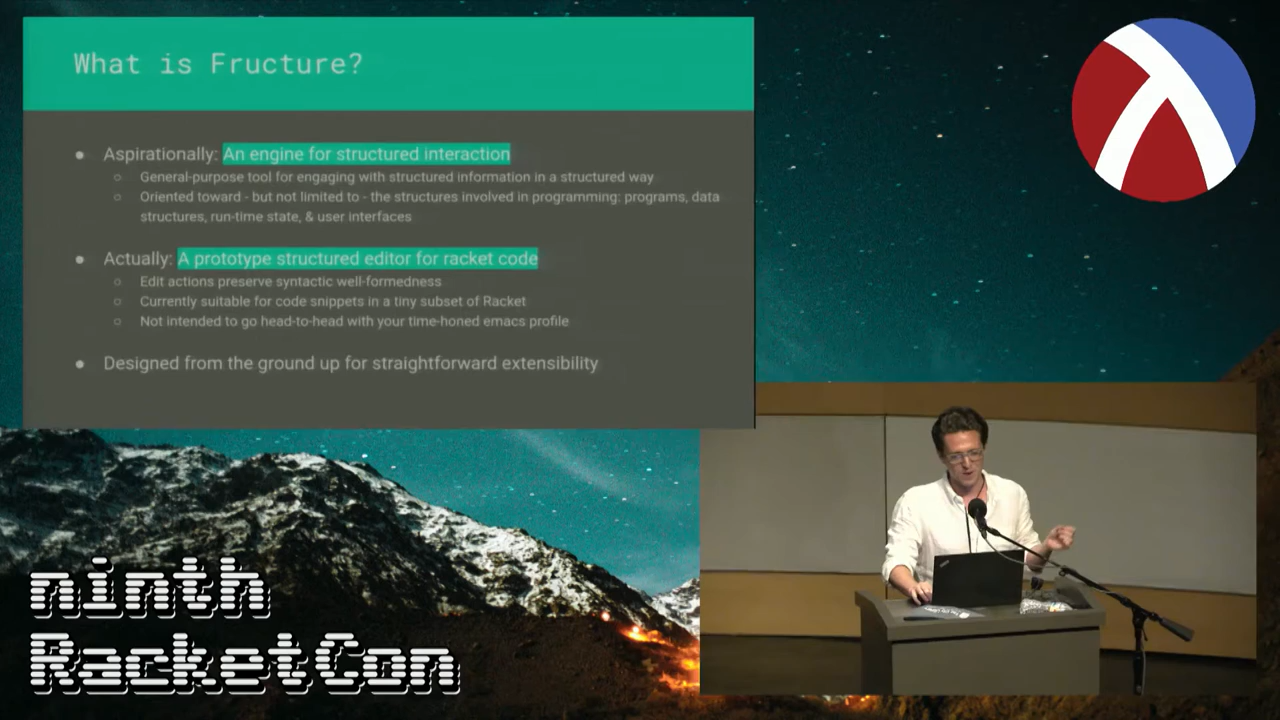 What is Fructure?
Aspirationally: An engine for structured interaction
General-purpose tool for engaging with structured information in a structured way
Oriented toward - but not limited to - the structures involved in programming: programs, data
structures, run-time state, & user interfaces
Actually: A prototype structured editor for racket code
Edit actions preserve syntactic well-formedness
Currently suitable for code snippets in a tiny subset of Racket
Not intended to go head-to-head with your time-honed emacs profile
Designed from the ground up for straightforward extensibility
ninth
RacketCon